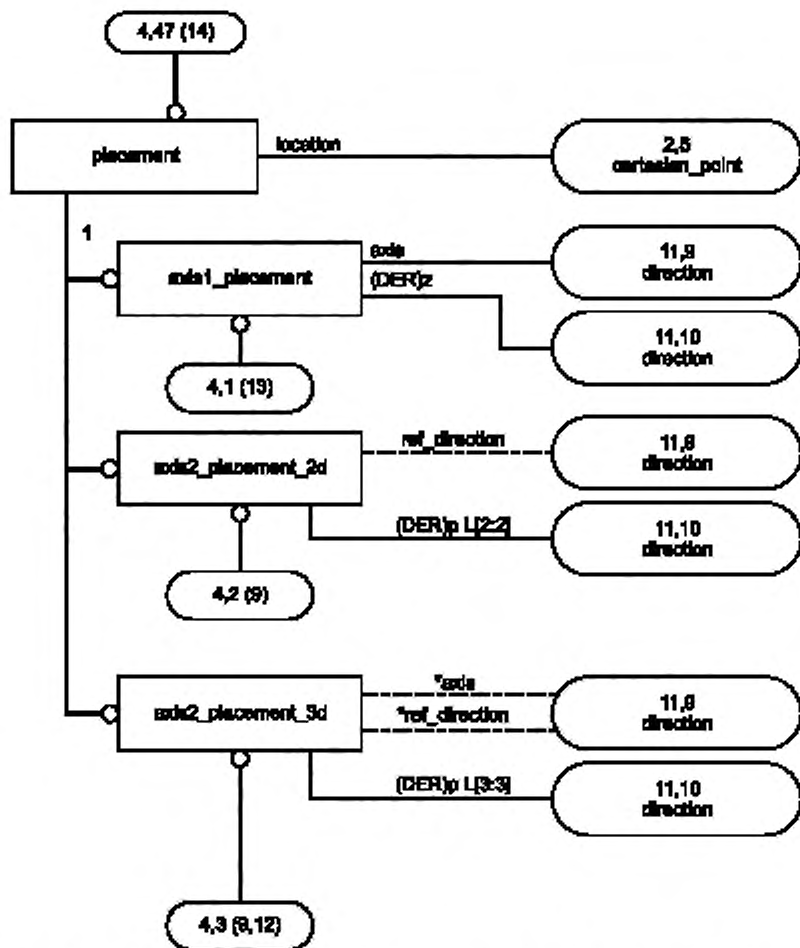 4,47 (14)
placement
location
2,5
cartesian_point
1
axis1_placement
axis
(DER)z
11,9
direction
11,10
direction
4,1 (13)
axis2_placement_2d
ref_direction
11,9
direction
(DER)p L[2:2]
11,10
direction
4,2 (9)
axis2_placement_3d
*axis
*ref_direction
11,9
direction
(DER)p L[3:3]
11,10
direction
4,3 (9,12)